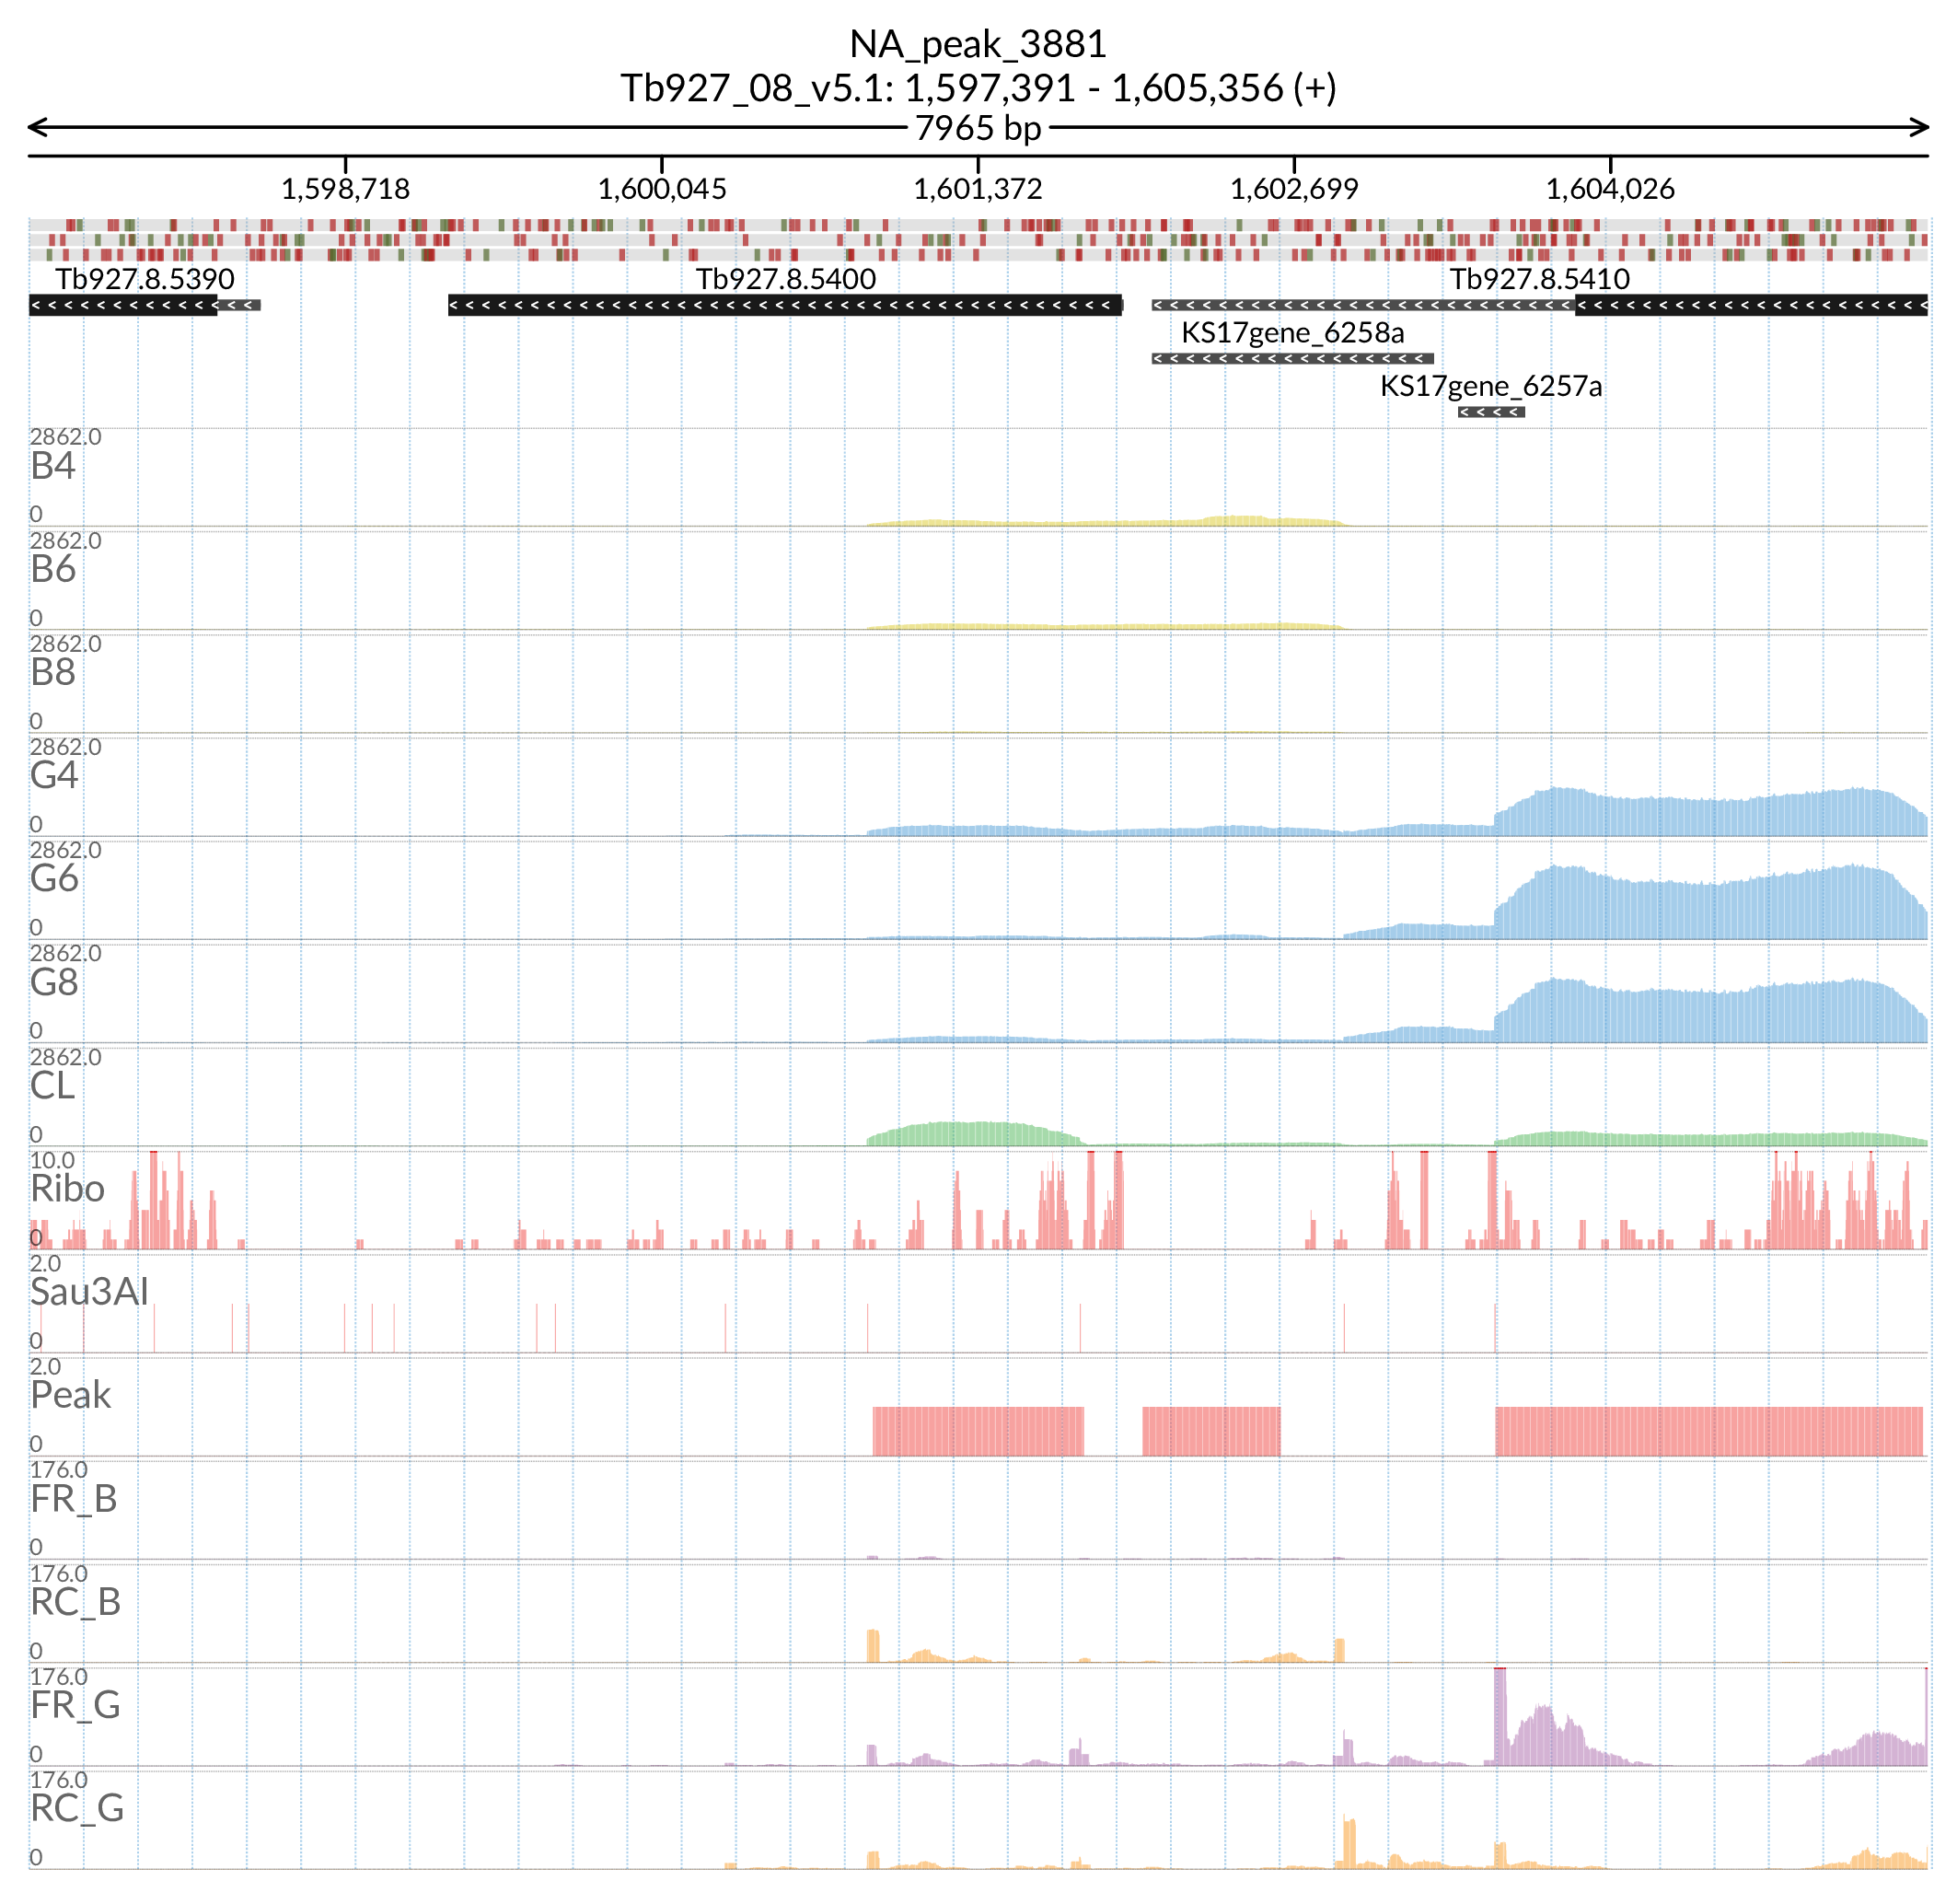 NA_peak_3881
Tb927_08_v5.1: 1,597,391 - 1,605,356 (+)
7965 bp
1,598,718 1,600,045 1,601,372 1,602,699 1,604,026
Tb927.8.5390 Tb927.8.5400 Tb927.8.5410
KS17gene_6258a
KS17gene_6257a
2862.0
B4
0
2862.0
B6
0
2862.0
B8
0
2862.0
G4
0
2862.0
G6
0
2862.0
G8
0
2862.0
CL
0
10.0
Ribo
0
2.0
Sau3AI
0
2.0
Peak
0
176.0
FR_B
0
176.0
RC_B
0
176.0
FR_G
0
176.0
RC_G
0